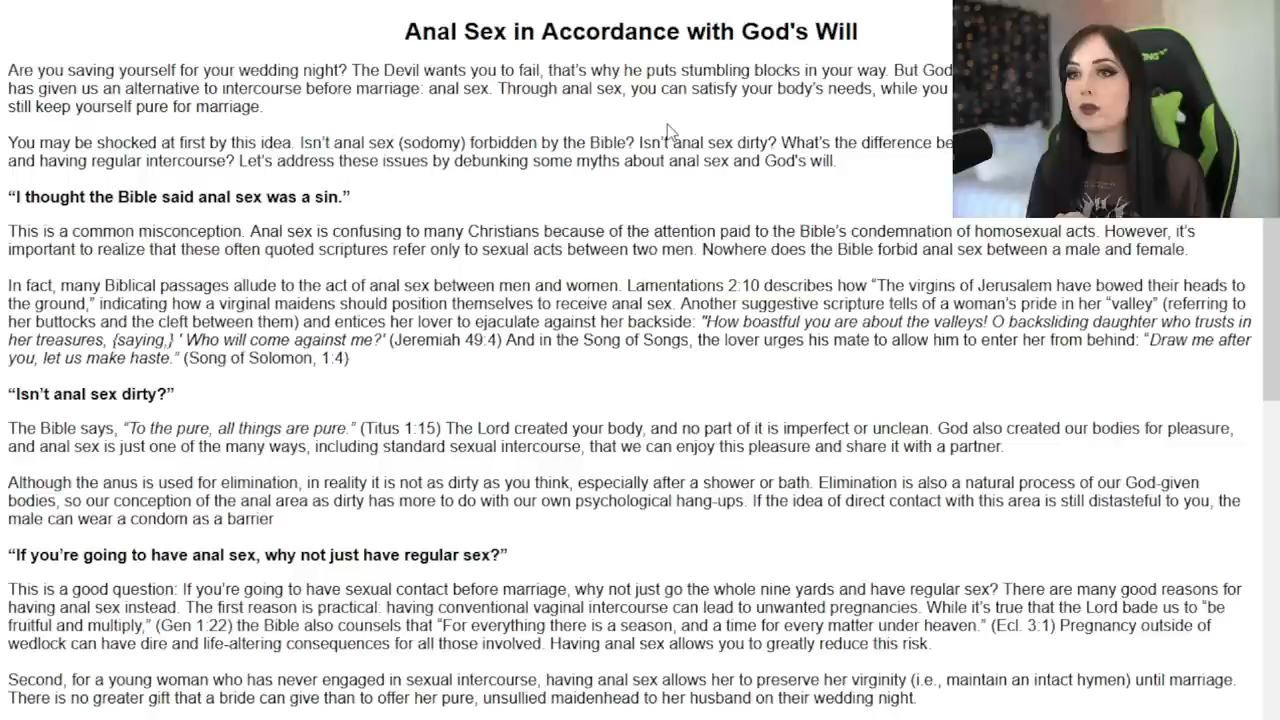 Anal Sex in Accordance with God's Will
Are you saving yourself for your wedding night? The Devil wants you to fail, that’s why he puts stumbling blocks in your way. But God
has given us an alternative to intercourse before marriage: anal sex. Through anal sex, you can satisfy your body’s needs, while you
still keep yourself pure for marriage.
You may be shocked at first by this idea. Isn’t anal sex (sodomy) forbidden by the Bible? Isn’t anal sex dirty? What’s the difference be
and having regular intercourse? Let’s address these issues by debunking some myths about anal sex and God's will.
“I thought the Bible said anal sex was a sin.”
This is a common misconception. Anal sex is confusing to many Christians because of the attention paid to the Bible’s condemnation of homosexual acts. However, it’s
important to realize that these often quoted scriptures refer only to sexual acts between two men. Nowhere does the Bible forbid anal sex between a male and female.
In fact, many Biblical passages allude to the act of anal sex between men and women. Lamentations 2:10 describes how “The virgins of Jerusalem have bowed their heads to
the ground,” indicating how a virginal maidens should position themselves to receive anal sex. Another suggestive scripture tells of a woman’s pride in her “valley” (referring to
her buttocks and the cleft between them) and entices her lover to ejaculate against her backside: "How boastful you are about the valleys! O backsliding daughter who trusts in
her treasures, {saying,} ' Who will come against me?' (Jeremiah 49:4) And in the Song of Songs, the lover urges his mate to allow him to enter her from behind: “Draw me after
you, let us make haste.” (Song of Solomon, 1:4)
“Isn’t anal sex dirty?”
The Bible says, “To the pure, all things are pure.” (Titus 1:15) The Lord created your body, and no part of it is imperfect or unclean. God also created our bodies for pleasure,
and anal sex is just one of the many ways, including standard sexual intercourse, that we can enjoy this pleasure and share it with a partner.
Although the anus is used for elimination, in reality it is not as dirty as you think, especially after a shower or bath. Elimination is also a natural process of our God-given
bodies, so our conception of the anal area as dirty has more to do with our own psychological hang-ups. If the idea of direct contact with this area is still distasteful to you, the
male can wear a condom as a barrier
“If you’re going to have anal sex, why not just have regular sex?”
This is a good question: If you’re going to have sexual contact before marriage, why not just go the whole nine yards and have regular sex? There are many good reasons for
having anal sex instead. The first reason is practical: having conventional vaginal intercourse can lead to unwanted pregnancies. While it’s true that the Lord bade us to “be
fruitful and multiply,” (Gen 1:22) the Bible also counsels that “For everything there is a season, and a time for every matter under heaven.” (Ecl. 3:1) Pregnancy outside of
wedlock can have dire and life-altering consequences for all those involved. Having anal sex allows you to greatly reduce this risk.
Second, for a young woman who has never engaged in sexual intercourse, having anal sex allows her to preserve her virginity (i.e., maintain an intact hymen) until marriage.
There is no greater gift that a bride can give than to offer her pure, unsullied maidenhead to her husband on their wedding night.